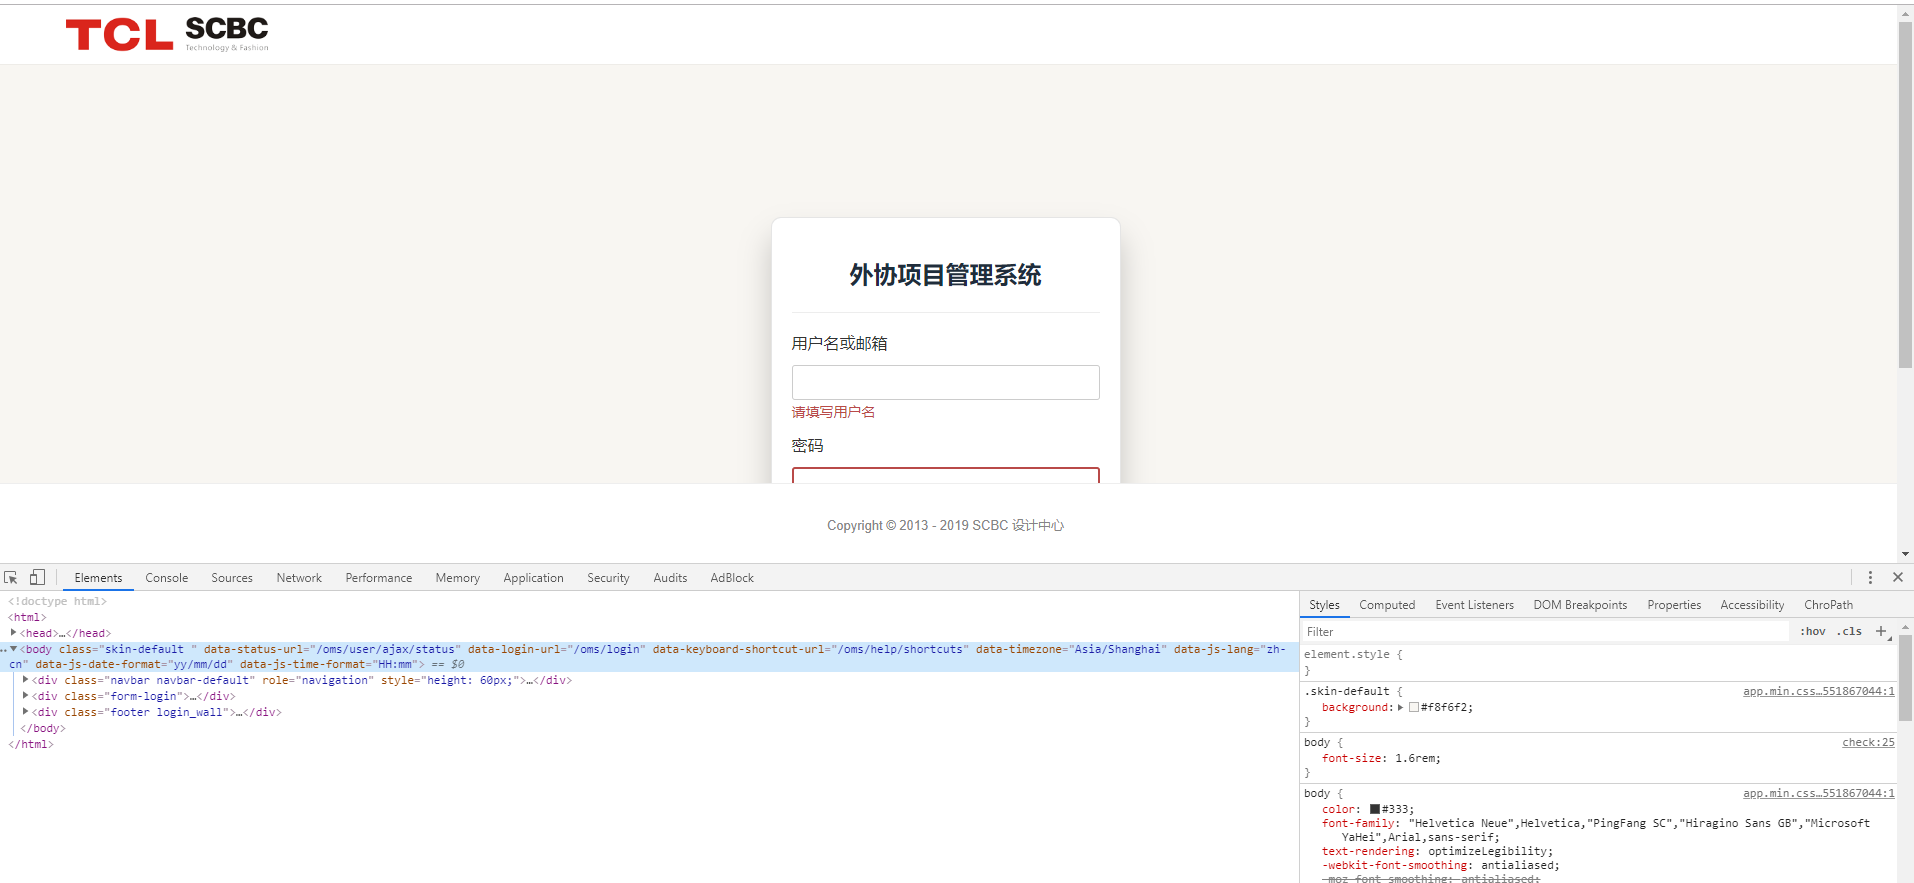 TCL SCBC
Technology & Fashion
外协项目管理系统
用户名或邮箱
请填写用户名
密码
Copyright © 2013 - 2019 SCBC 设计中心
Elements Console Sources Network Performance Memory Application Security Audits AdBlock
<!doctype html>
<html>
<head>…</head>
<body class="skin-default " data-status-url="/oms/user/ajax/status" data-login-url="/oms/login" data-keyboard-shortcut-url="/oms/help/shortcuts" data-timezone="Asia/Shanghai" data-js-lang="zh-
cn" data-js-date-format="yy/mm/dd" data-js-time-format="HH:mm"> == $0
<div class="navbar navbar-default" role="navigation" style="height: 60px;">…</div>
<div class="form-login">…</div>
<div class="footer login_wall">…</div>
</body>
</html>
Styles Computed Event Listeners DOM Breakpoints Properties Accessibility ChroPath
Filter :hov .cls +
element.style {
}
.skin-default { app.min.css…551867044:1
background: #f8f6f2;
}
body { check:25
font-size: 1.6rem;
}
body { app.min.css…551867044:1
color: #333;
font-family: "Helvetica Neue",Helvetica,"PingFang SC","Hiragino Sans GB","Microsoft
YaHei",Arial,sans-serif;
text-rendering: optimizeLegibility;
-webkit-font-smoothing: antialiased;
-moz-font-smoothing: antialiased;